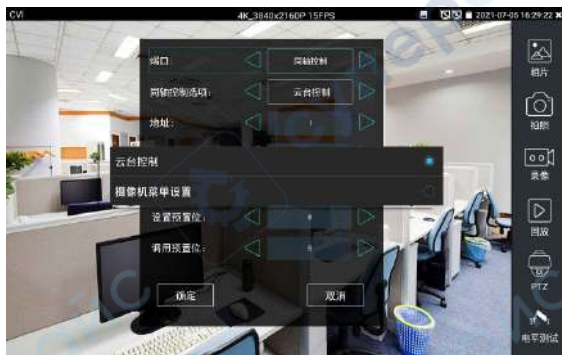 CVI 4K_3840x2160P 15FPS 2021-07-05 16:29:22
端口: 同轴控制
同轴控制选项: 云台控制
地址: 1
云台控制
摄像机菜单设置
设置预置位: 8
调用预置位: 8
确定 取消
相片
拍照
录像
回放
PTZ
电平测试